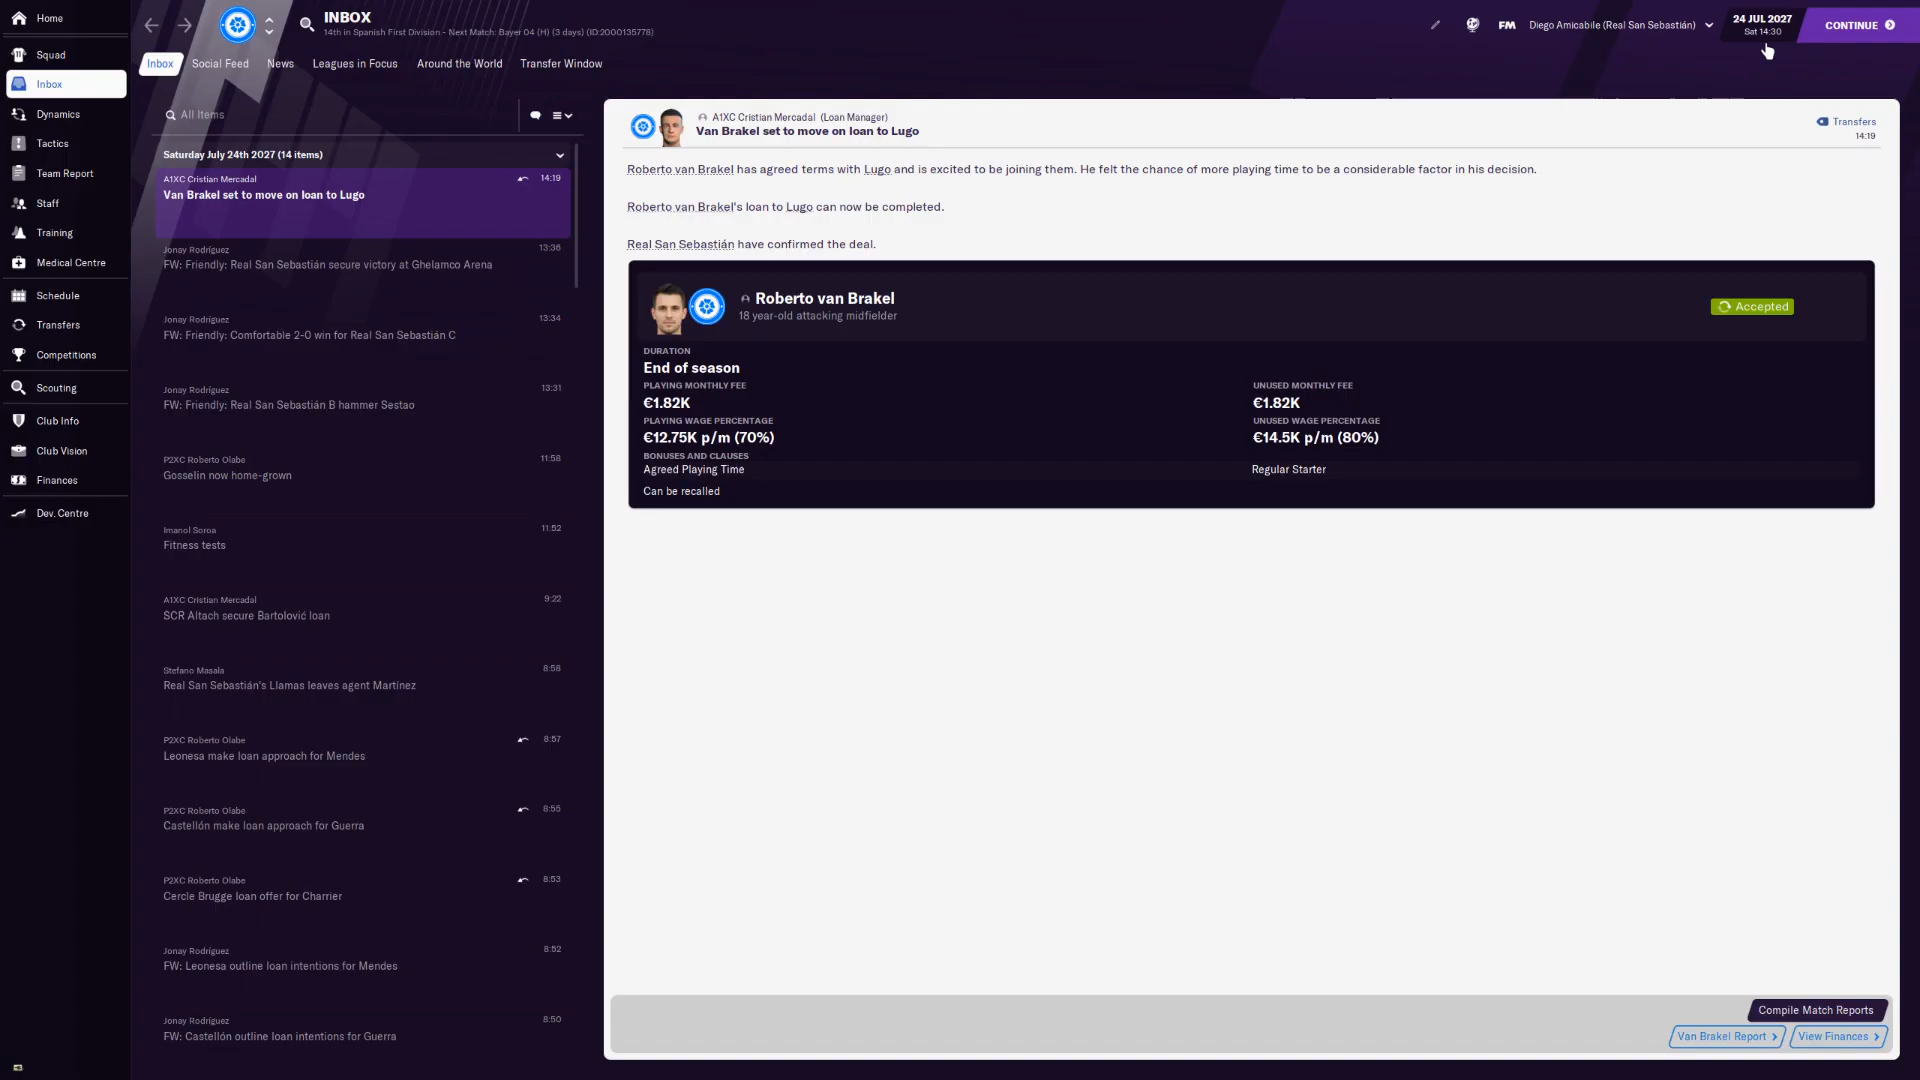 Home
Squad
Inbox
Dynamics
Tactics
Team Report
Staff
Training
Medical Centre
Schedule
Transfers
Competitions
Scouting
Club Info
Club Vision
Finances
Dev. Centre
INBOX
14th in Spanish First Division - Next Match: Bayer 04 (H) (3 days) (ID:2000135778)
FM
Diego Amicabile (Real San Sebastián)
24 JUL 2027
Sat 14:30
CONTINUE
Inbox
Social Feed
News
Leagues in Focus
Around the World
Transfer Window
All Items
Saturday July 24th 2027 (14 items)
A1XC Cristian Mercadal
14:19
Van Brakel set to move on loan to Lugo
Jonay Rodríguez
13:36
FW: Friendly: Real San Sebastián secure victory at Ghelamco Arena
Jonay Rodríguez
13:34
FW: Friendly: Comfortable 2-0 win for Real San Sebastián C
Jonay Rodríguez
13:31
FW: Friendly: Real San Sebastián B hammer Sestao
P2XC Roberto Olabe
11:58
Gosselin now home-grown
Imanol Soroa
11:52
Fitness tests
A1XC Cristian Mercadal
9:22
SCR Altach secure Bartolović loan
Stefano Masala
8:58
Real San Sebastián's Llamas leaves agent Martínez
P2XC Roberto Olabe
8:57
Leonesa make loan approach for Mendes
P2XC Roberto Olabe
8:55
Castellón make loan approach for Guerra
P2XC Roberto Olabe
8:53
Cercle Brugge loan offer for Charrier
Jonay Rodríguez
8:52
FW: Leonesa outline loan intentions for Mendes
Jonay Rodríguez
8:50
FW: Castellón outline loan intentions for Guerra
A1XC Cristian Mercadal (Loan Manager)
Van Brakel set to move on loan to Lugo
Transfers
14:19
Roberto van Brakel has agreed terms with Lugo and is excited to be joining them. He felt the chance of more playing time to be a considerable factor in his decision.
Roberto van Brakel's loan to Lugo can now be completed.
Real San Sebastián have confirmed the deal.
Roberto van Brakel
18 year-old attacking midfielder
Accepted
DURATION
End of season
PLAYING MONTHLY FEE
€1.82K
UNUSED MONTHLY FEE
€1.82K
PLAYING WAGE PERCENTAGE
€12.75K p/m (70%)
UNUSED WAGE PERCENTAGE
€14.5K p/m (80%)
BONUSES AND CLAUSES
Agreed Playing Time
Regular Starter
Can be recalled
Compile Match Reports
Van Brakel Report
View Finances